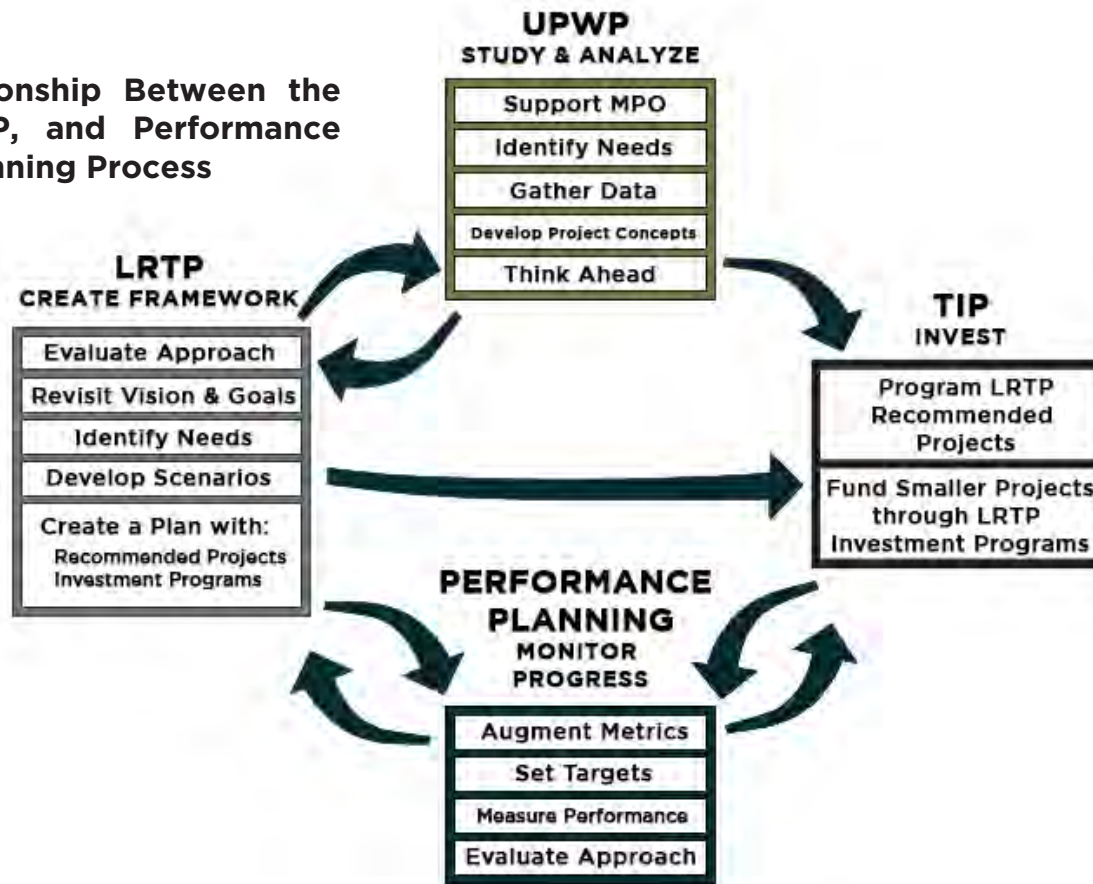 onship Between the
P, and Performance
nning Process
UPWP
STUDY & ANALYZE
Support MPO
Identify Needs
Gather Data
Develop Project Concepts
Think Ahead
LRTP
CREATE FRAMEWORK
Evaluate Approach
Revisit Vision & Goals
Identify Needs
Develop Scenarios
Create a Plan with:
Recommended Projects
Investment Programs
TIP
INVEST
Program LRTP
Recommended
Projects
Fund Smaller Projects
through LRTP
Investment Programs
PERFORMANCE
PLANNING
MONITOR
PROGRESS
Augment Metrics
Set Targets
Measure Performance
Evaluate Approach